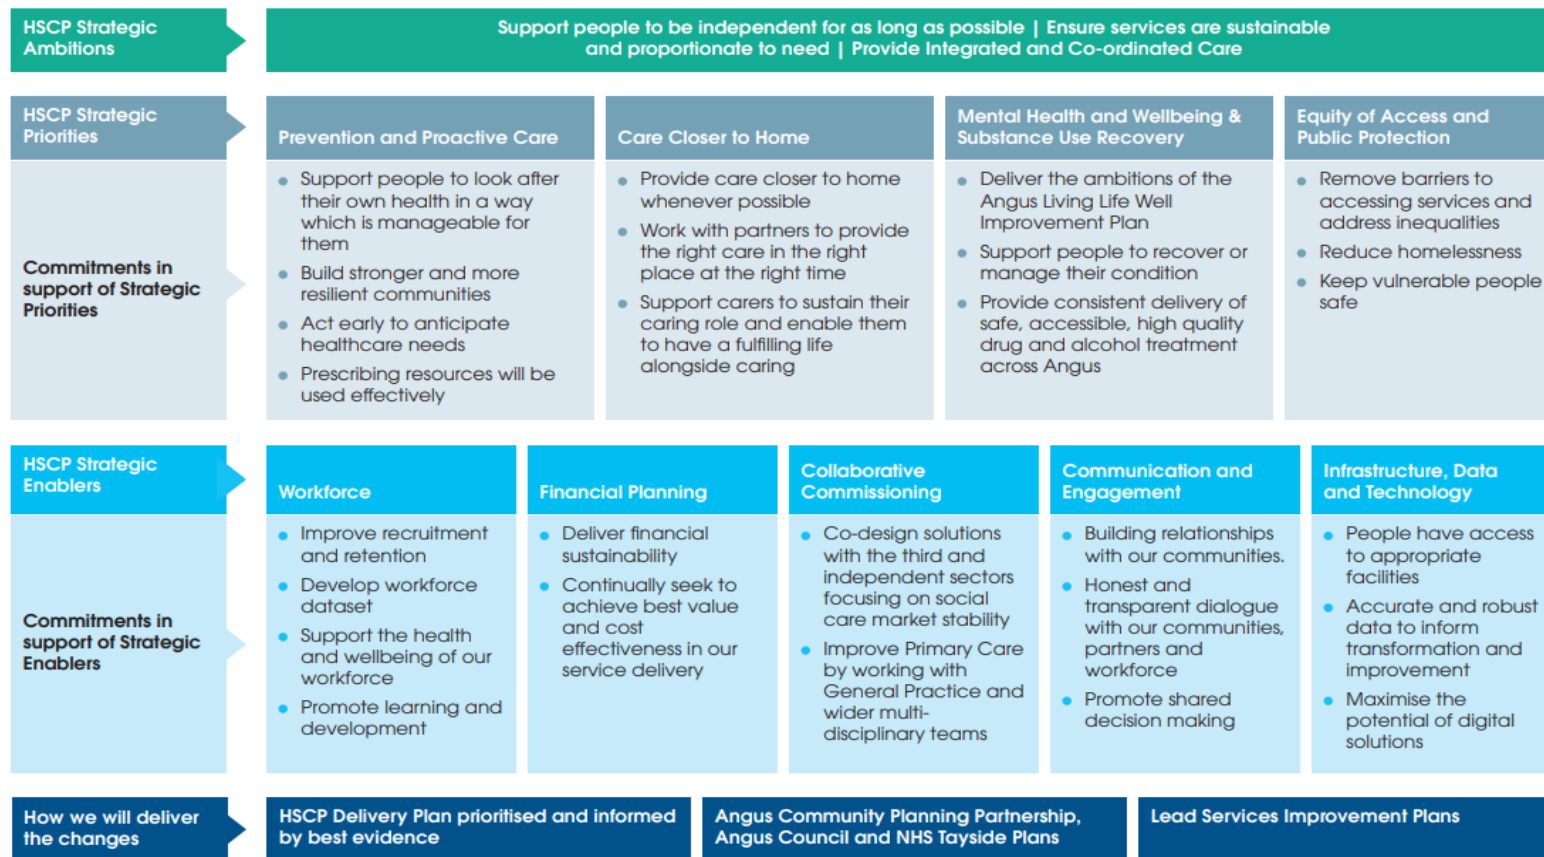 HSCP Strategic
Ambitions
Support people to be independent for as long as possible | Ensure services are sustainable
and proportionate to need | Provide Integrated and Co-ordinated Care
HSCP Strategic
Priorities
Prevention and Proactive Care
Care Closer to Home
Mental Health and Wellbeing &
Substance Use Recovery
Equity of Access and
Public Protection
Commitments in
support of Strategic
Priorities
• Support people to look after
their own health in a way
which is manageable for
them
• Build stronger and more
resilient communities
• Act early to anticipate
healthcare needs
• Prescribing resources will be
used effectively
• Provide care closer to home
whenever possible
• Work with partners to provide
the right care in the right
place at the right time
• Support carers to sustain their
caring role and enable them
to have a fulfilling life
alongside caring
• Deliver the ambitions of the
Angus Living Life Well
Improvement Plan
• Support people to recover or
manage their condition
• Provide consistent delivery of
safe, accessible, high quality
drug and alcohol treatment
across Angus
• Remove barriers to
accessing services and
address inequalities
• Reduce homelessness
• Keep vulnerable people
safe
HSCP Strategic
Enablers
Workforce
Financial Planning
Collaborative
Commissioning
Communication and
Engagement
Infrastructure, Data
and Technology
Commitments in
support of Strategic
Enablers
• Improve recruitment
and retention
• Develop workforce
dataset
• Support the health
and wellbeing of our
workforce
• Promote learning and
development
• Deliver financial
sustainability
• Continually seek to
achieve best value
and cost
effectiveness in our
service delivery
• Co-design solutions
with the third and
independent sectors
focusing on social
care market stability
• Improve Primary Care
by working with
General Practice and
wider multi-
disciplinary teams
• Building relationships
with our communities.
• Honest and
transparent dialogue
with our communities,
partners and
workforce
• Promote shared
decision making
• People have access
to appropriate
facilities
• Accurate and robust
data to inform
transformation and
improvement
• Maximise the
potential of digital
solutions
How we will deliver
the changes
HSCP Delivery Plan prioritised and informed
by best evidence
Angus Community Planning Partnership,
Angus Council and NHS Tayside Plans
Lead Services Improvement Plans